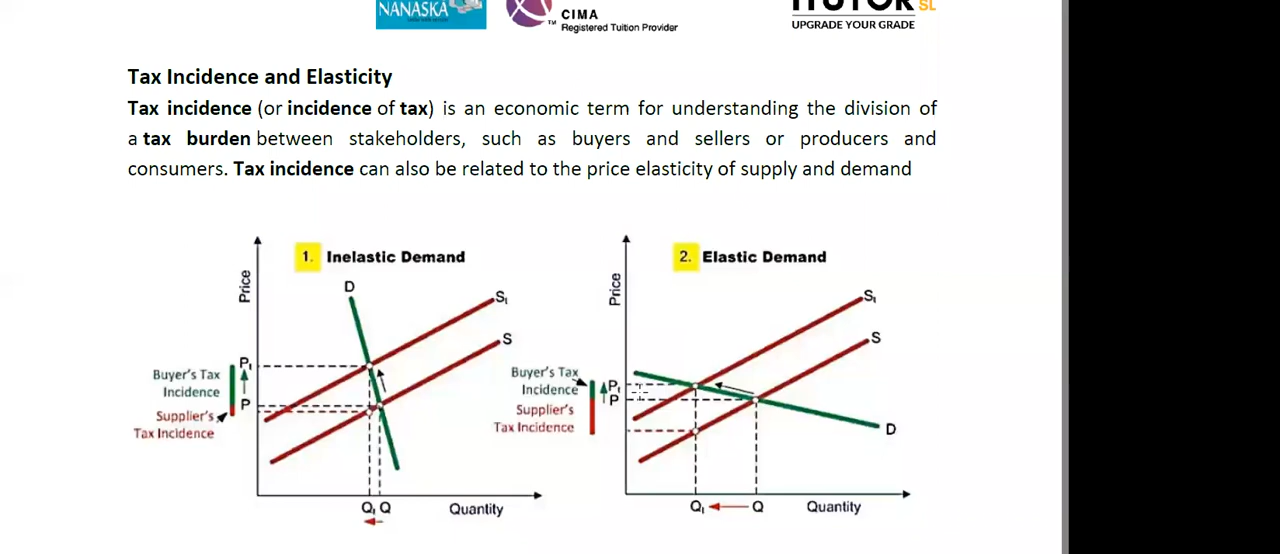 NANASKA
TM
CIMA
Registered Tuition Provider
SL
UPGRADE YOUR GRADE
Tax Incidence and Elasticity
Tax incidence (or incidence of tax) is an economic term for understanding the division of
a tax burden between stakeholders, such as buyers and sellers or producers and
consumers. Tax incidence can also be related to the price elasticity of supply and demand
1. Inelastic Demand
Price
D
S₁
S
P₁
P
Buyer's Tax
Incidence
Supplier's
Tax Incidence
Q₁ Q
Quantity
2. Elastic Demand
Price
S₁
S
Buyer's Tax
Incidence
Supplier's
Tax Incidence
P₁
P
D
Q₁
Q
Quantity